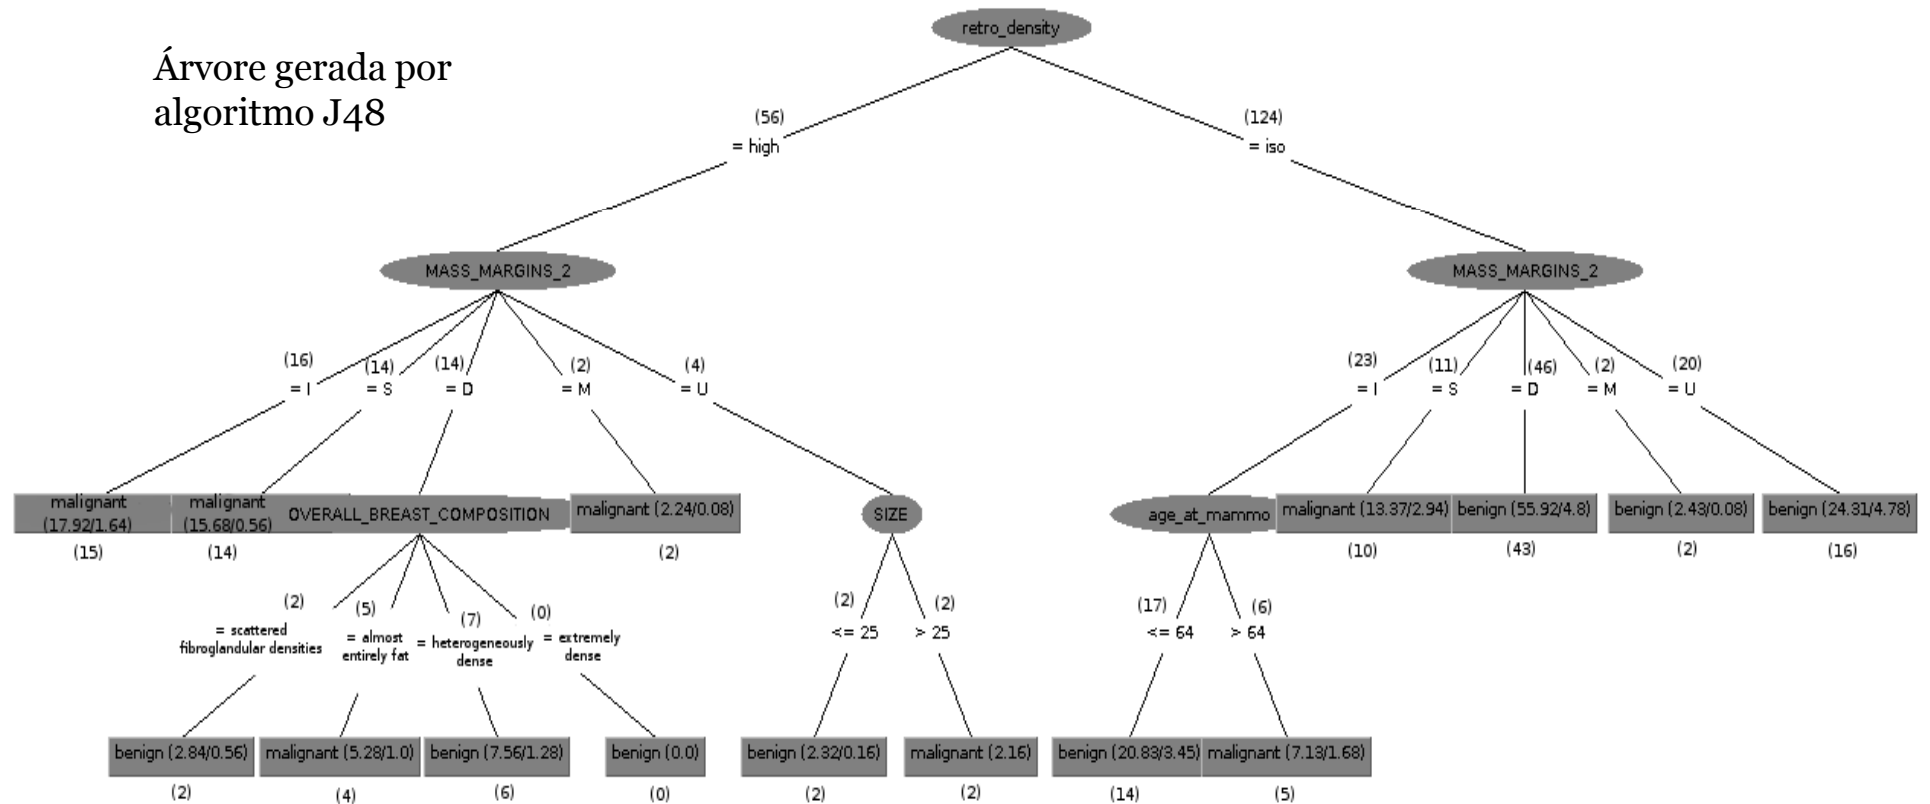 retro_density
Árvore gerada por
algoritmo J48
(56)
(124)
= high
= iso
MASS_MARGINS_2
MASS_MARGINS_2
(16)
(14)
(14)
(2)
(4)
(23)
(11)
(46)
(2)
(20)
= I
= S
= D
= M
= U
= I
= S
= D
= M
= U
malignant
(17.92/1.64)
malignant
(15.68/0.56)
OVERALL_BREAST_COMPOSITION
malignant (2.24/0.08)
SIZE
age_at_mammo
malignant (13.37/2.94)
benign (55.92/4.8)
benign (2.43/0.08)
benign (24.31/4.78)
(15)
(14)
(2)
(10)
(43)
(2)
(16)
(2)
(5)
(7)
(0)
(2)
(2)
(17)
(6)
= scattered
fibroglandular densities
= almost
entirely fat
= heterogeneously
dense
= extremely
dense
<= 25
> 25
<= 64
> 64
benign (2.84/0.56)
malignant (5.28/1.0)
benign (7.56/1.28)
benign (0.0)
benign (2.32/0.16)
malignant (2.16)
benign (20.83/3.45)
malignant (7.13/1.68)
(2)
(4)
(6)
(0)
(2)
(2)
(14)
(5)